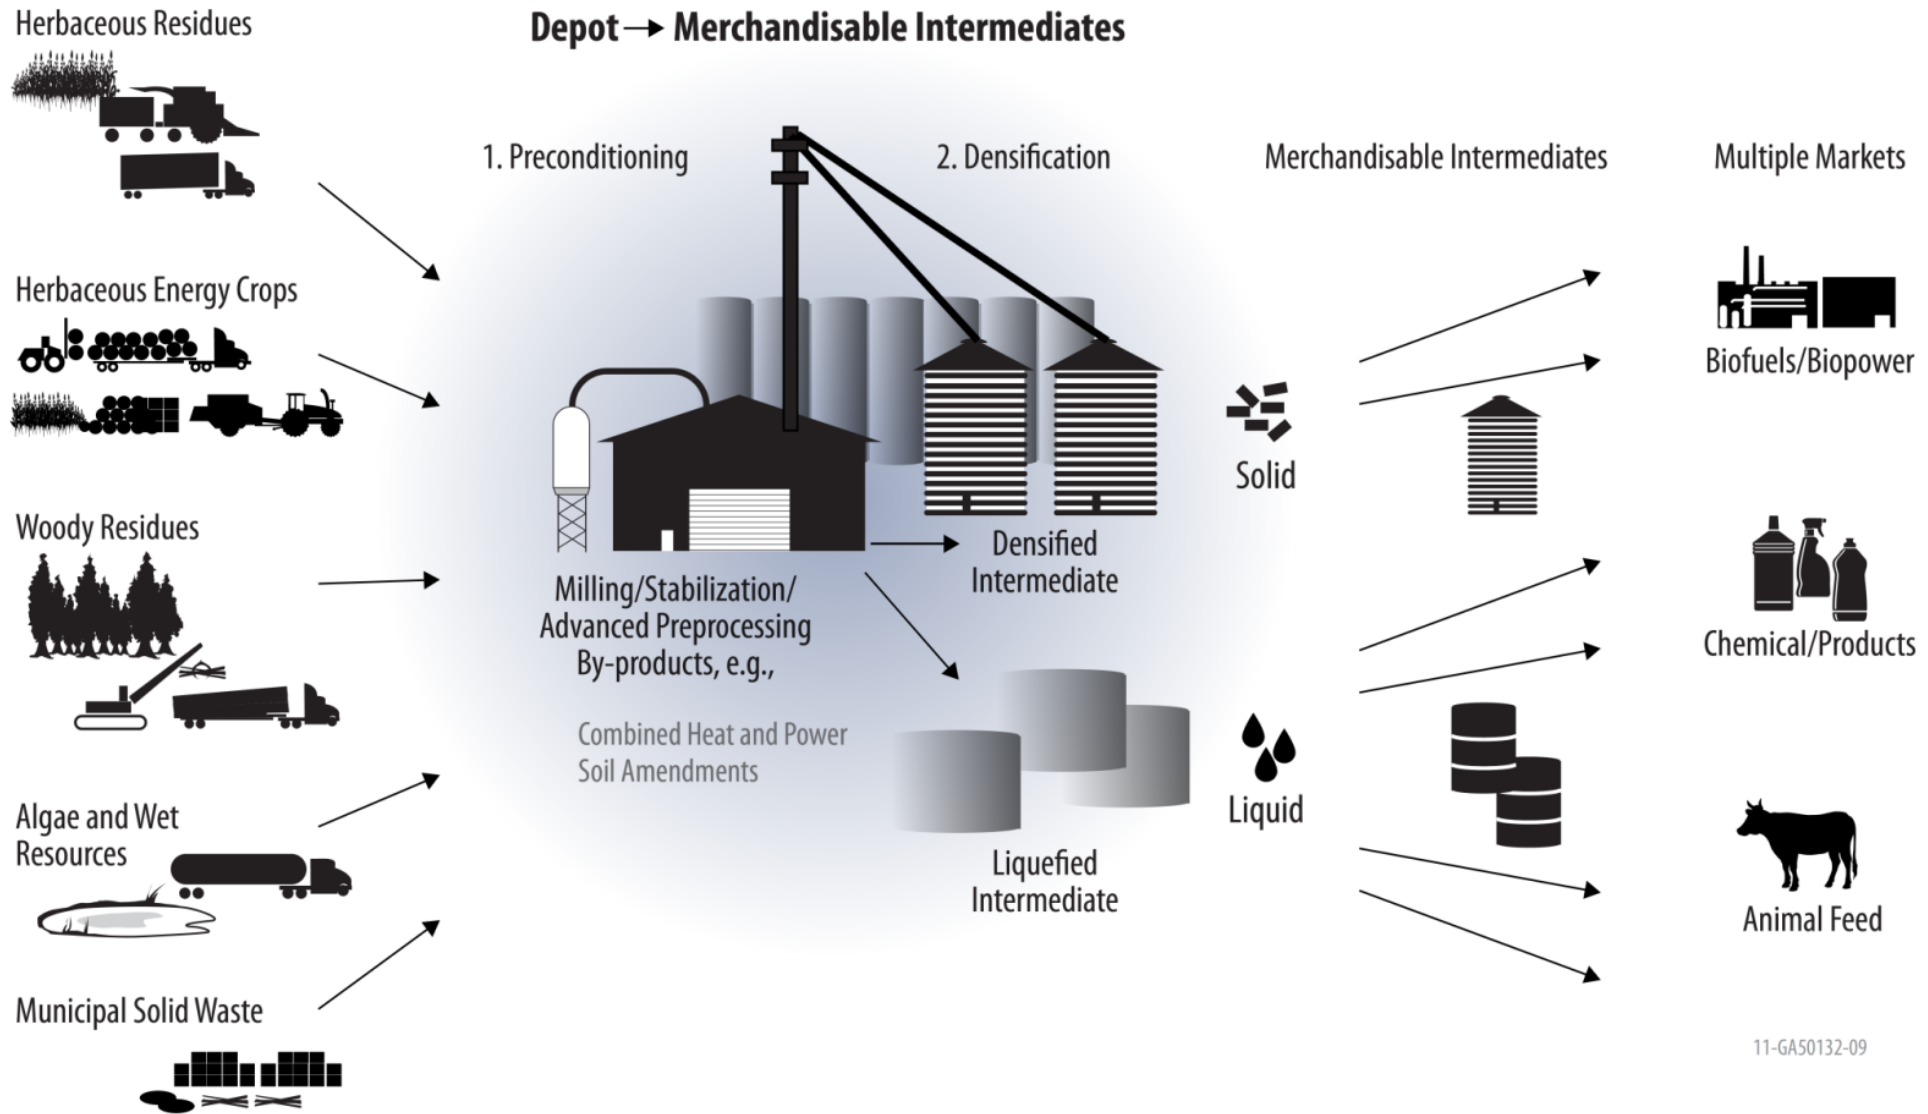 Depot → Merchandisable Intermediates
Herbaceous Residues
Herbaceous Energy Crops
Woody Residues
Algae and Wet
Resources
Municipal Solid Waste
1. Preconditioning
2. Densification
Milling/Stabilization/
Advanced Preprocessing
By-products, e.g.,
Combined Heat and Power
Soil Amendments
Densified
Intermediate
Liquefied
Intermediate
Merchandisable Intermediates
Solid
Liquid
Multiple Markets
Biofuels/Biopower
Chemical/Products
Animal Feed
11-GA50132-09